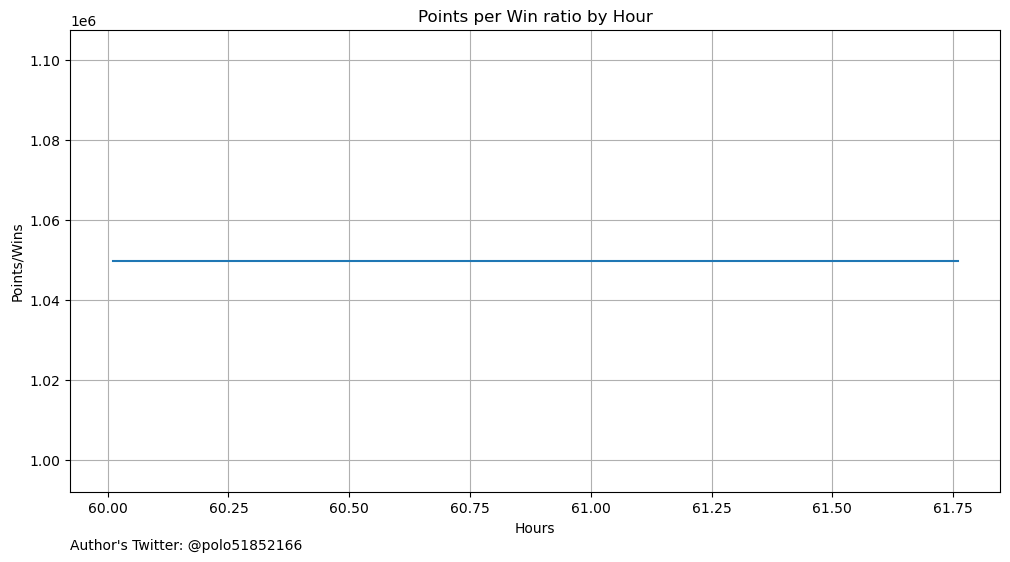 Points per Win ratio by Hour
1e6
1.10
1.08
1.06
1.04
1.02
1.00
Points/Wins
60.00 60.25 60.50 60.75 61.00 61.25 61.50 61.75
Hours
Author's Twitter: @polo51852166